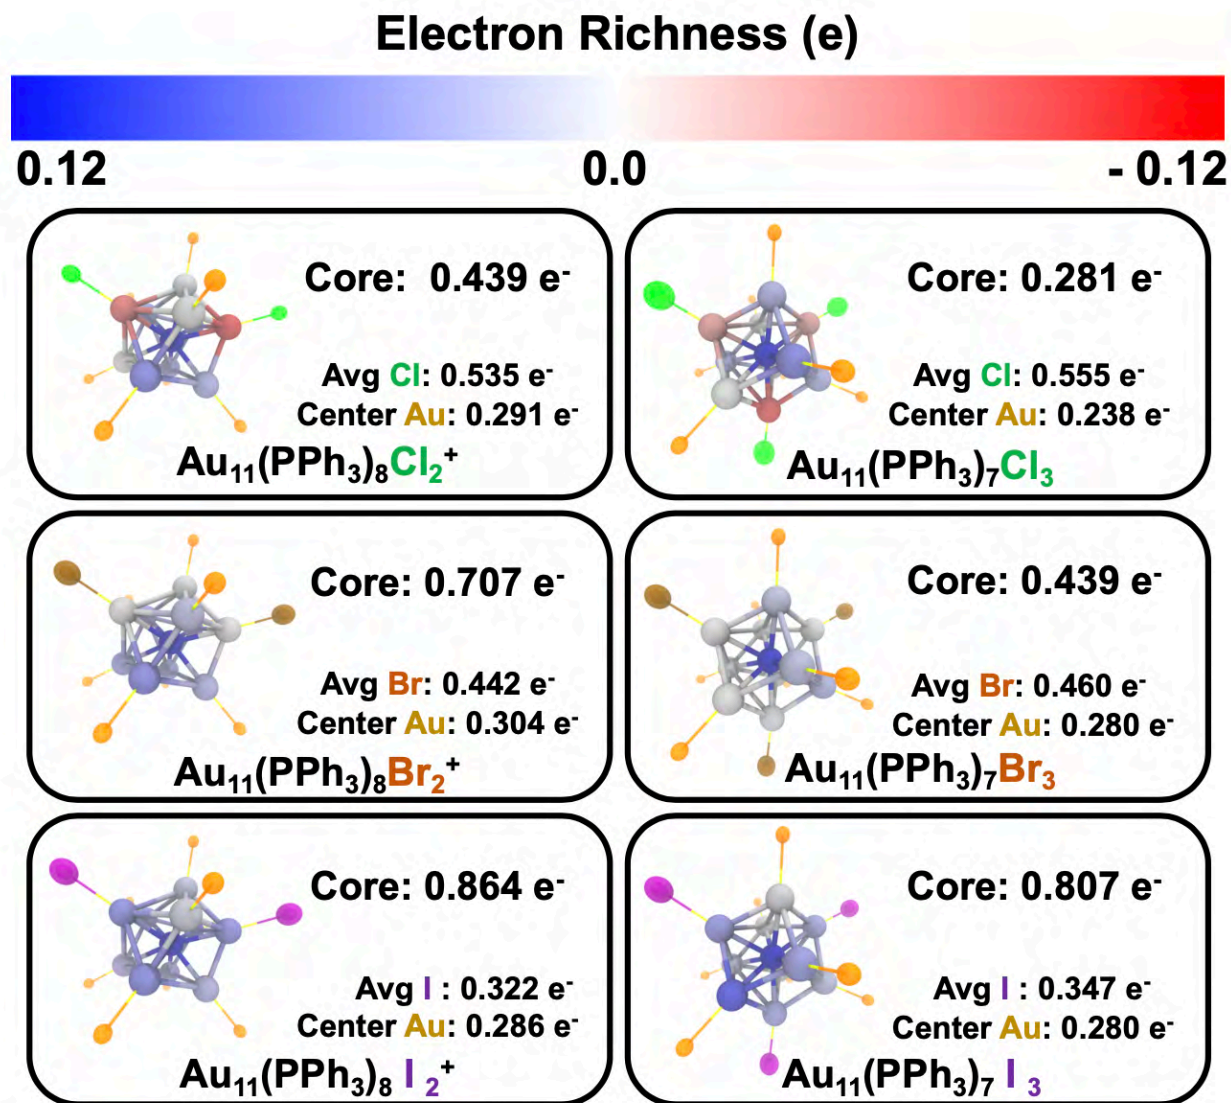 Electron Richness (e)
0.12 0.0 - 0.12
Core: 0.439 e⁻
Avg Cl: 0.535 e⁻
Center Au: 0.291 e⁻
Au₁₁(PPh₃)₈Cl₂⁺
Core: 0.281 e⁻
Avg Cl: 0.555 e⁻
Center Au: 0.238 e⁻
Au₁₁(PPh₃)₇Cl₃
Core: 0.707 e⁻
Avg Br: 0.442 e⁻
Center Au: 0.304 e⁻
Au₁₁(PPh₃)₈Br₂⁺
Core: 0.439 e⁻
Avg Br: 0.460 e⁻
Center Au: 0.280 e⁻
Au₁₁(PPh₃)₇Br₃
Core: 0.864 e⁻
Avg I : 0.322 e⁻
Center Au: 0.286 e⁻
Au₁₁(PPh₃)₈ I ₂⁺
Core: 0.807 e⁻
Avg I : 0.347 e⁻
Center Au: 0.280 e⁻
Au₁₁(PPh₃)₇ I ₃